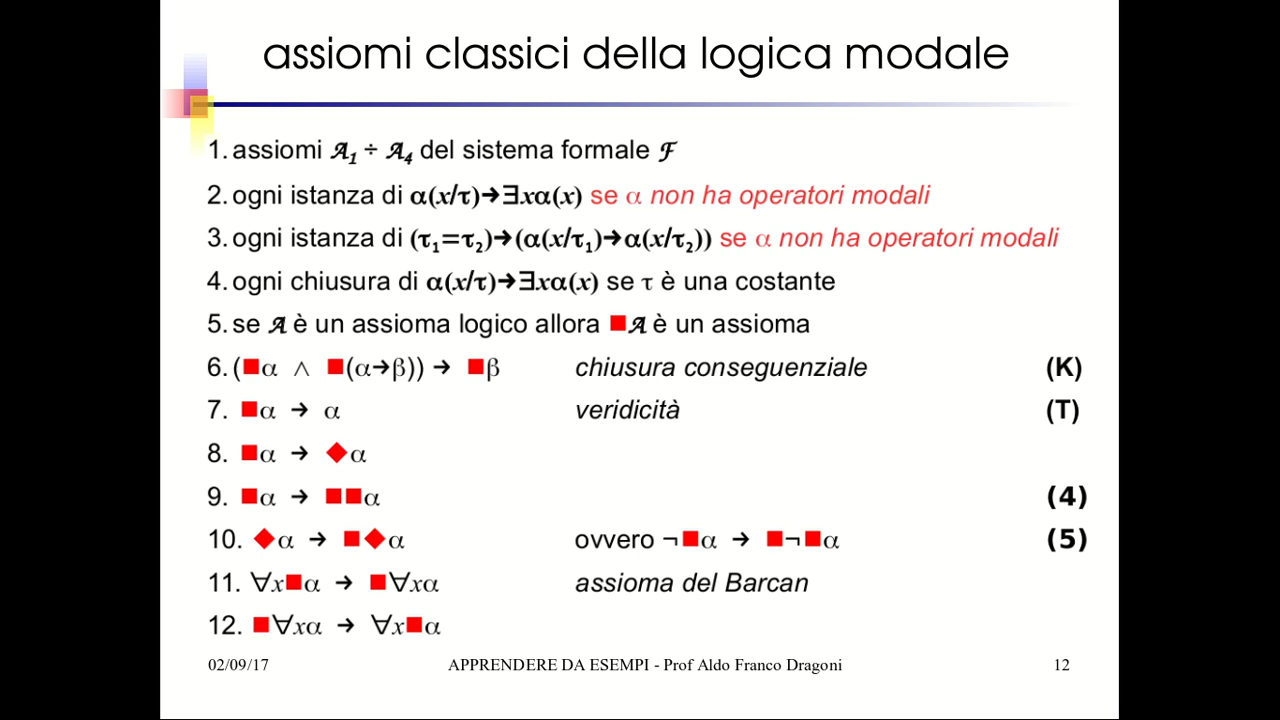 assiomi classici della logica modale
1. assiomi 𝓐₁ ÷ 𝓐₄ del sistema formale 𝓕
2. ogni istanza di α(x/τ)➔∃xα(x) se α non ha operatori modali
3. ogni istanza di (τ₁=τ₂)➔(α(x/τ₁)➔α(x/τ₂)) se α non ha operatori modali
4. ogni chiusura di α(x/τ)➔∃xα(x) se τ è una costante
5. se 𝓐 è un assioma logico allora ■𝓐 è un assioma
6. (■α ∧ ■(α➔β)) ➔ ■β chiusura conseguenziale (K)
7. ■α ➔ α veridicità (T)
8. ■α ➔ ◆α
9. ■α ➔ ■■α (4)
10. ◆α ➔ ■◆α ovvero ¬■α ➔ ■¬■α (5)
11. ∀x■α ➔ ■∀xα assioma del Barcan
12. ■∀xα ➔ ∀x■α
02/09/17 APPRENDERE DA ESEMPI - Prof Aldo Franco Dragoni 12